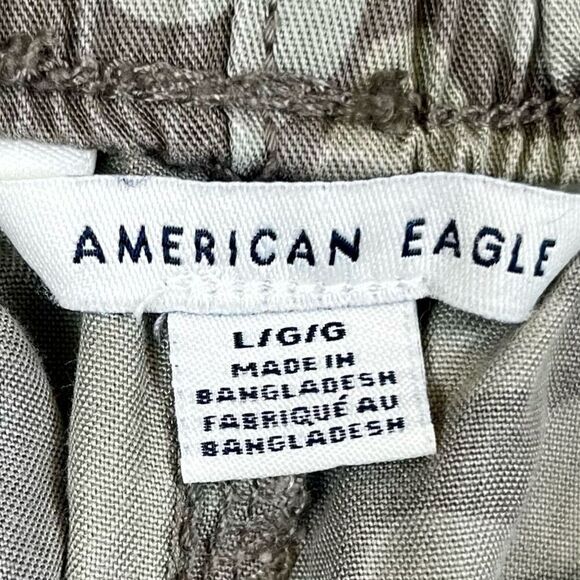 AMERICAN EAGLE
L/G/G
MADE IN
BANGLADESH
FABRIQUÉ AU
BANGLADESH